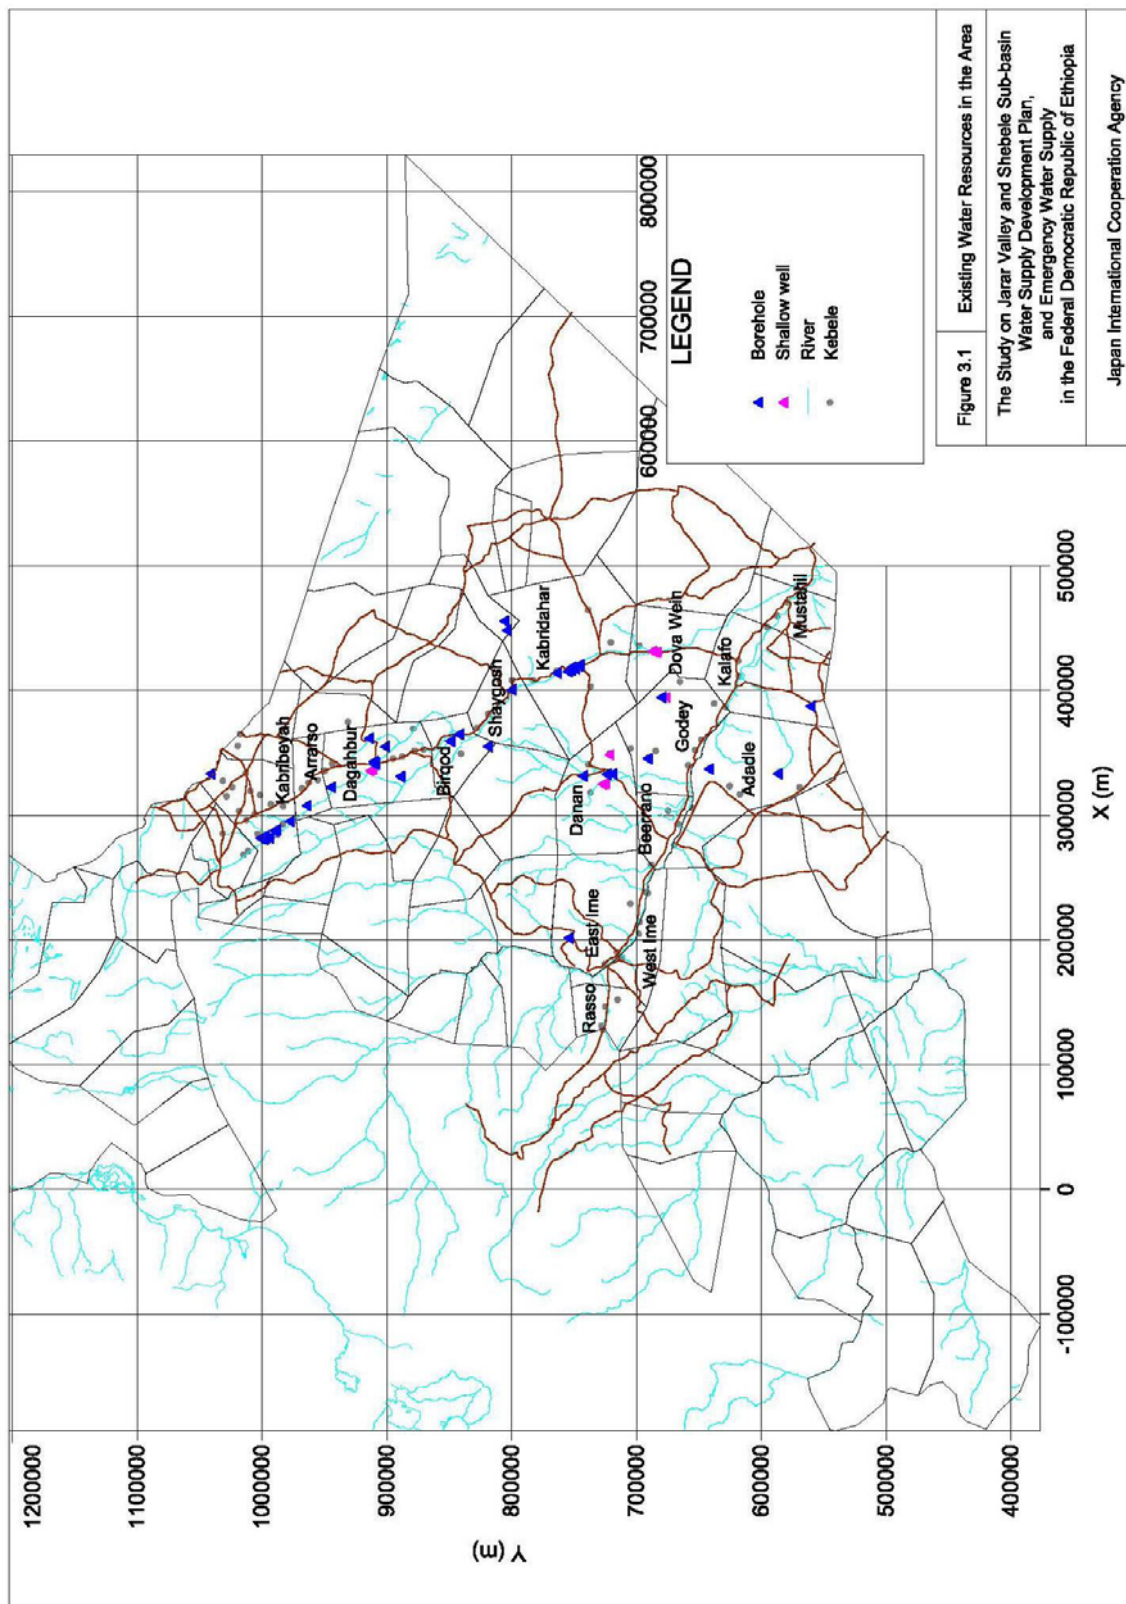 Y (m)
1200000
1100000
1000000
900000
800000
700000
600000
500000
400000
-100000
0
100000
200000
300000
400000
500000
600000
700000
800000
X (m)
Kabribeyah
Ararso
Dagahbur
Birqod
Shaygosh
Kabridahar
Danan
East Ime
Rasso
West Ime
Beercano
Godey
Dova Wein
Kalafo
Adadle
Mustahil
LEGEND
Borehole
Shallow well
River
Kebele
Figure 3.1
Existing Water Resources in the Area
The Study on Jarar Valley and Shebele Sub-basin
Water Supply Development Plan,
and Emergency Water Supply
in the Federal Democratic Republic of Ethiopia
Japan International Cooperation Agency